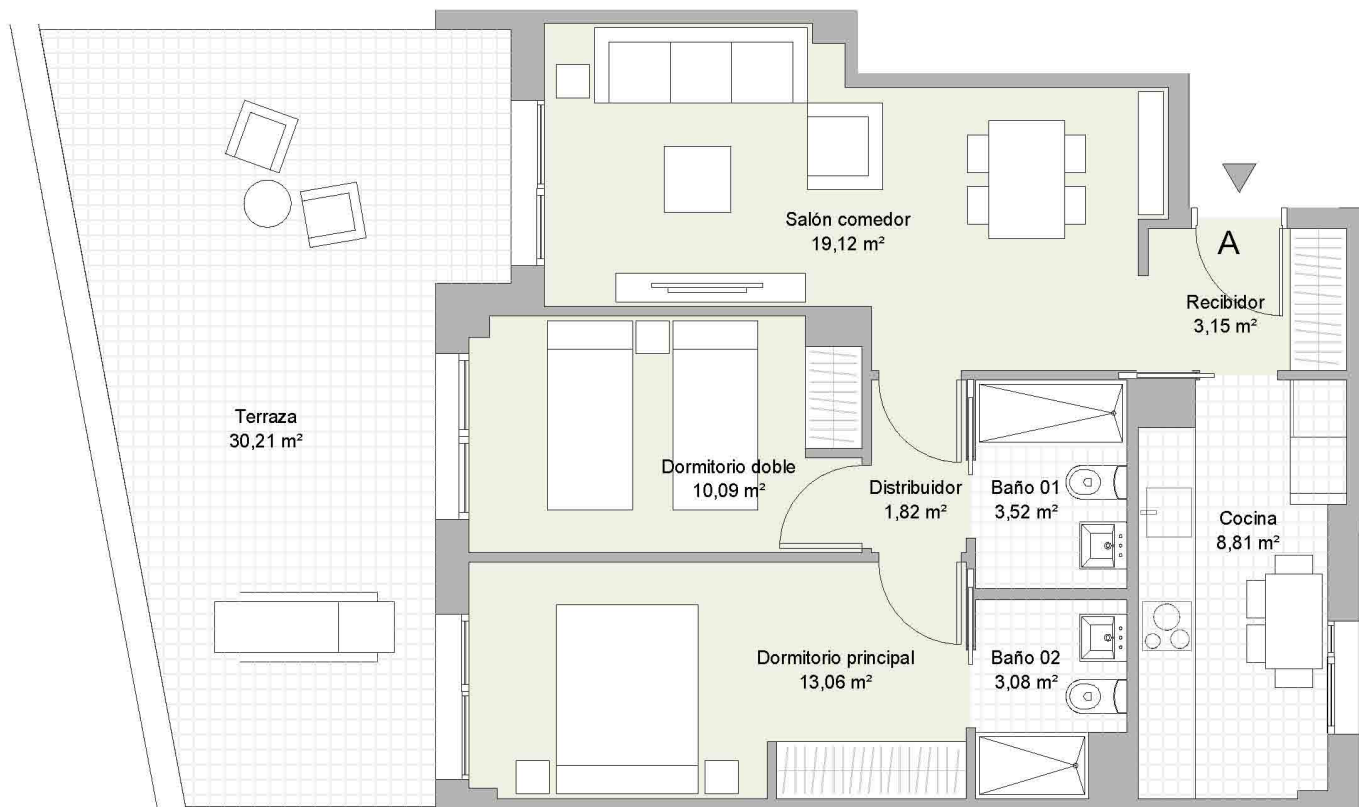 Salón comedor
19,12 m²
A
Recibidor
3,15 m²
Terraza
30,21 m²
Dormitorio doble
10,09 m²
Distribuidor
1,82 m²
Baño 01
3,52 m²
Cocina
8,81 m²
Dormitorio principal
13,06 m²
Baño 02
3,08 m²